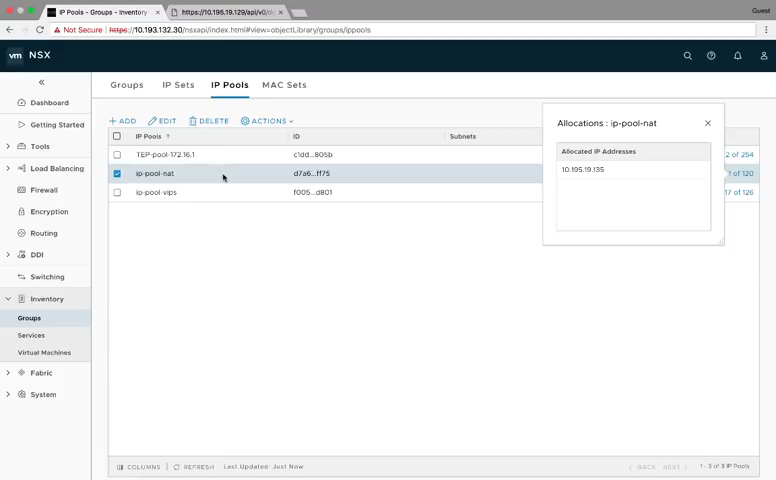 IP Pools - Groups - Inventory
https://10.195.19.129/api/v0/
Guest
Not Secure https://10.193.132.30/nsxapi/index.html#view=objectLibrary/groups/ippools
vm NSX
Dashboard
Getting Started
Tools
Load Balancing
Firewall
Encryption
Routing
DDI
Switching
Inventory
Groups
Services
Virtual Machines
Fabric
System
Groups IP Sets IP Pools MAC Sets
+ ADD EDIT DELETE ACTIONS
IP Pools ID Subnets
TEP-pool-172.16.1 c1dd...805b 2 of 254
ip-pool-nat d7a6...ff75 1 of 120
ip-pool-vips f005...d801 17 of 126
Allocations : ip-pool-nat
Allocated IP Addresses
10.195.19.135
COLUMNS REFRESH Last Updated: Just Now BACK NEXT 1 - 3 of 3 IP Pools